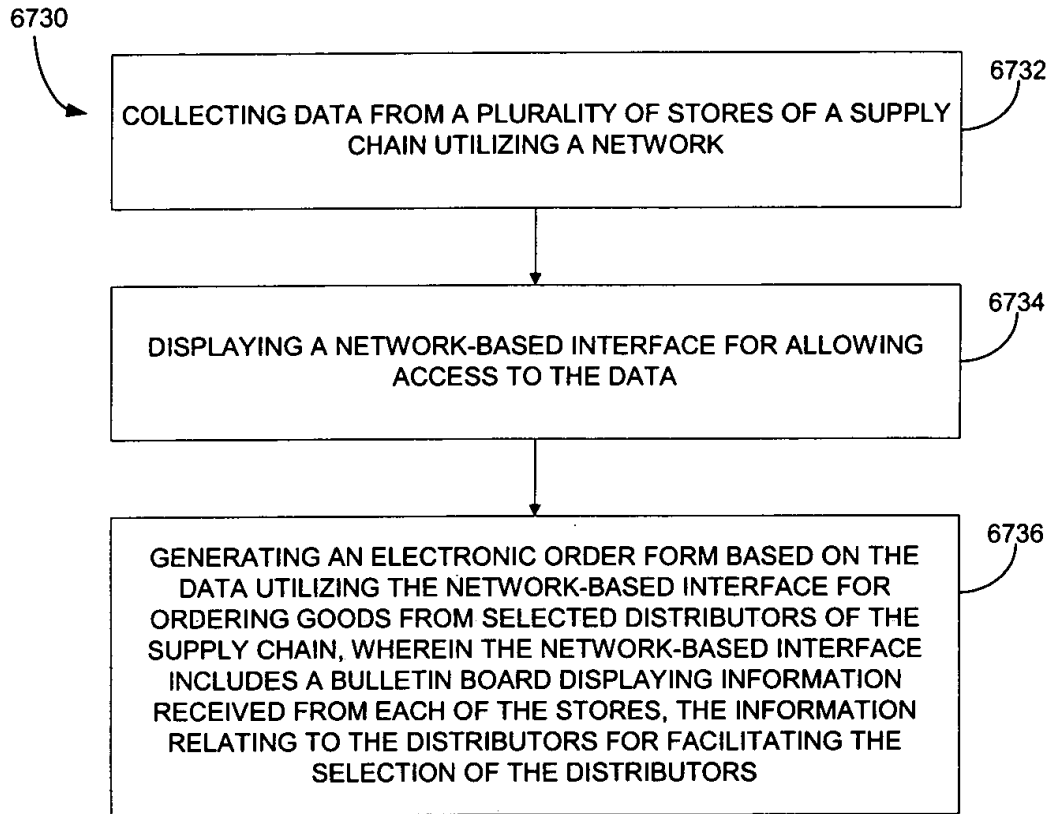 6730
6732
COLLECTING DATA FROM A PLURALITY OF STORES OF A SUPPLY
CHAIN UTILIZING A NETWORK
6734
DISPLAYING A NETWORK-BASED INTERFACE FOR ALLOWING
ACCESS TO THE DATA
6736
GENERATING AN ELECTRONIC ORDER FORM BASED ON THE
DATA UTILIZING THE NETWORK-BASED INTERFACE FOR
ORDERING GOODS FROM SELECTED DISTRIBUTORS OF THE
SUPPLY CHAIN, WHEREIN THE NETWORK-BASED INTERFACE
INCLUDES A BULLETIN BOARD DISPLAYING INFORMATION
RECEIVED FROM EACH OF THE STORES, THE INFORMATION
RELATING TO THE DISTRIBUTORS FOR FACILITATING THE
SELECTION OF THE DISTRIBUTORS